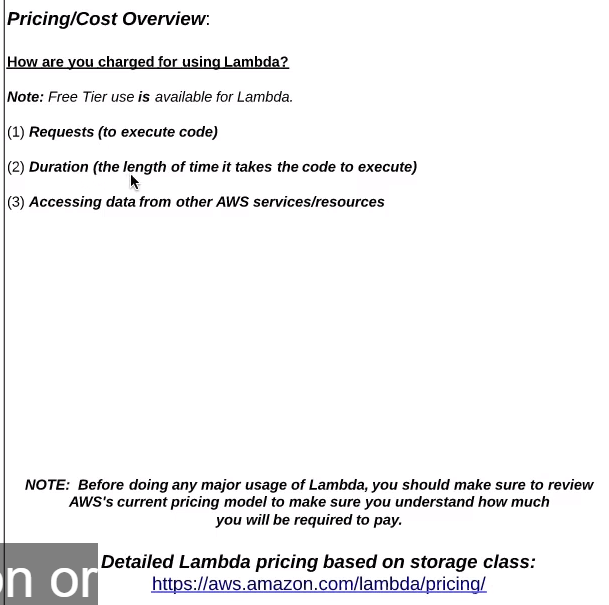 Pricing/Cost Overview:
How are you charged for using Lambda?
Note: Free Tier use is available for Lambda.
(1) Requests (to execute code)
(2) Duration (the length of time it takes the code to execute)
(3) Accessing data from other AWS services/resources
NOTE:  Before doing any major usage of Lambda, you should make sure to review
AWS's current pricing model to make sure you understand how much
you will be required to pay.
Detailed Lambda pricing based on storage class:
https://aws.amazon.com/lambda/pricing/
on or